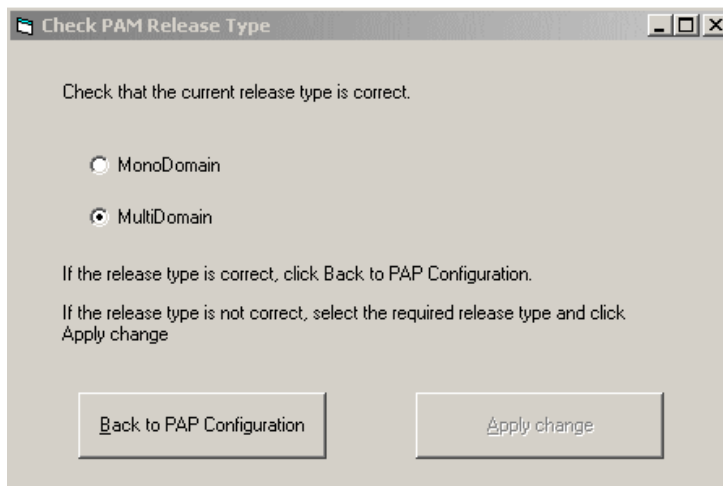 Check PAM Release Type
Check that the current release type is correct.
MonoDomain
MultiDomain
If the release type is correct, click Back to PAP Configuration.
If the release type is not correct, select the required release type and click
Apply change
Back to PAP Configuration
Apply change